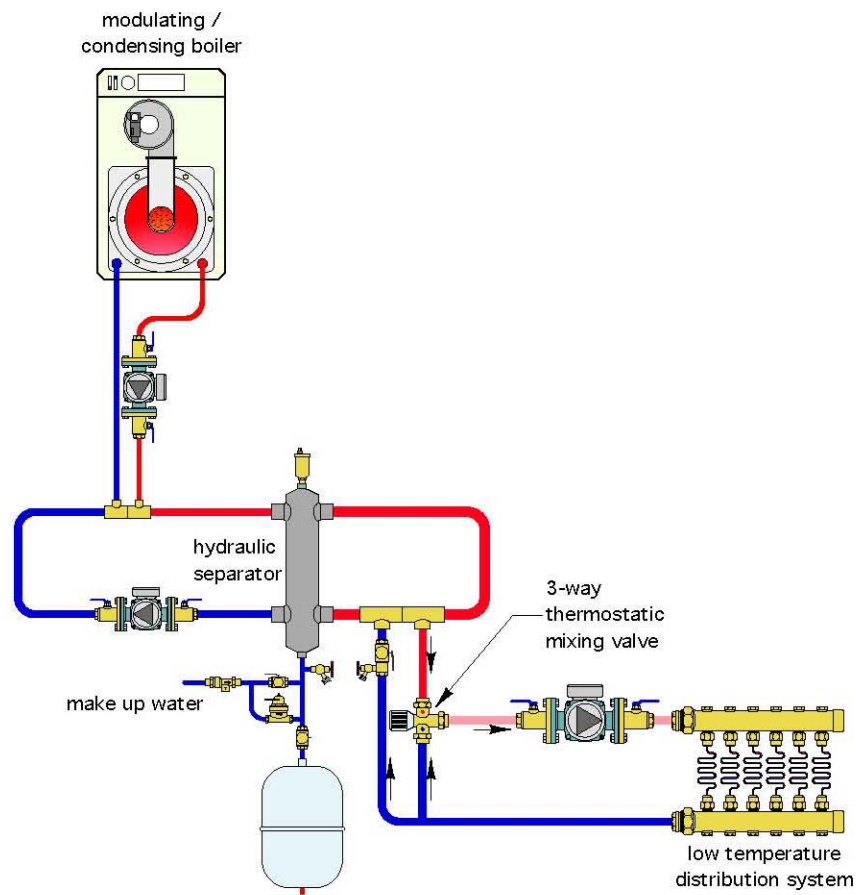 modulating /
condensing boiler
hydraulic
separator
3-way
thermostatic
mixing valve
make up water
low temperature
distribution system